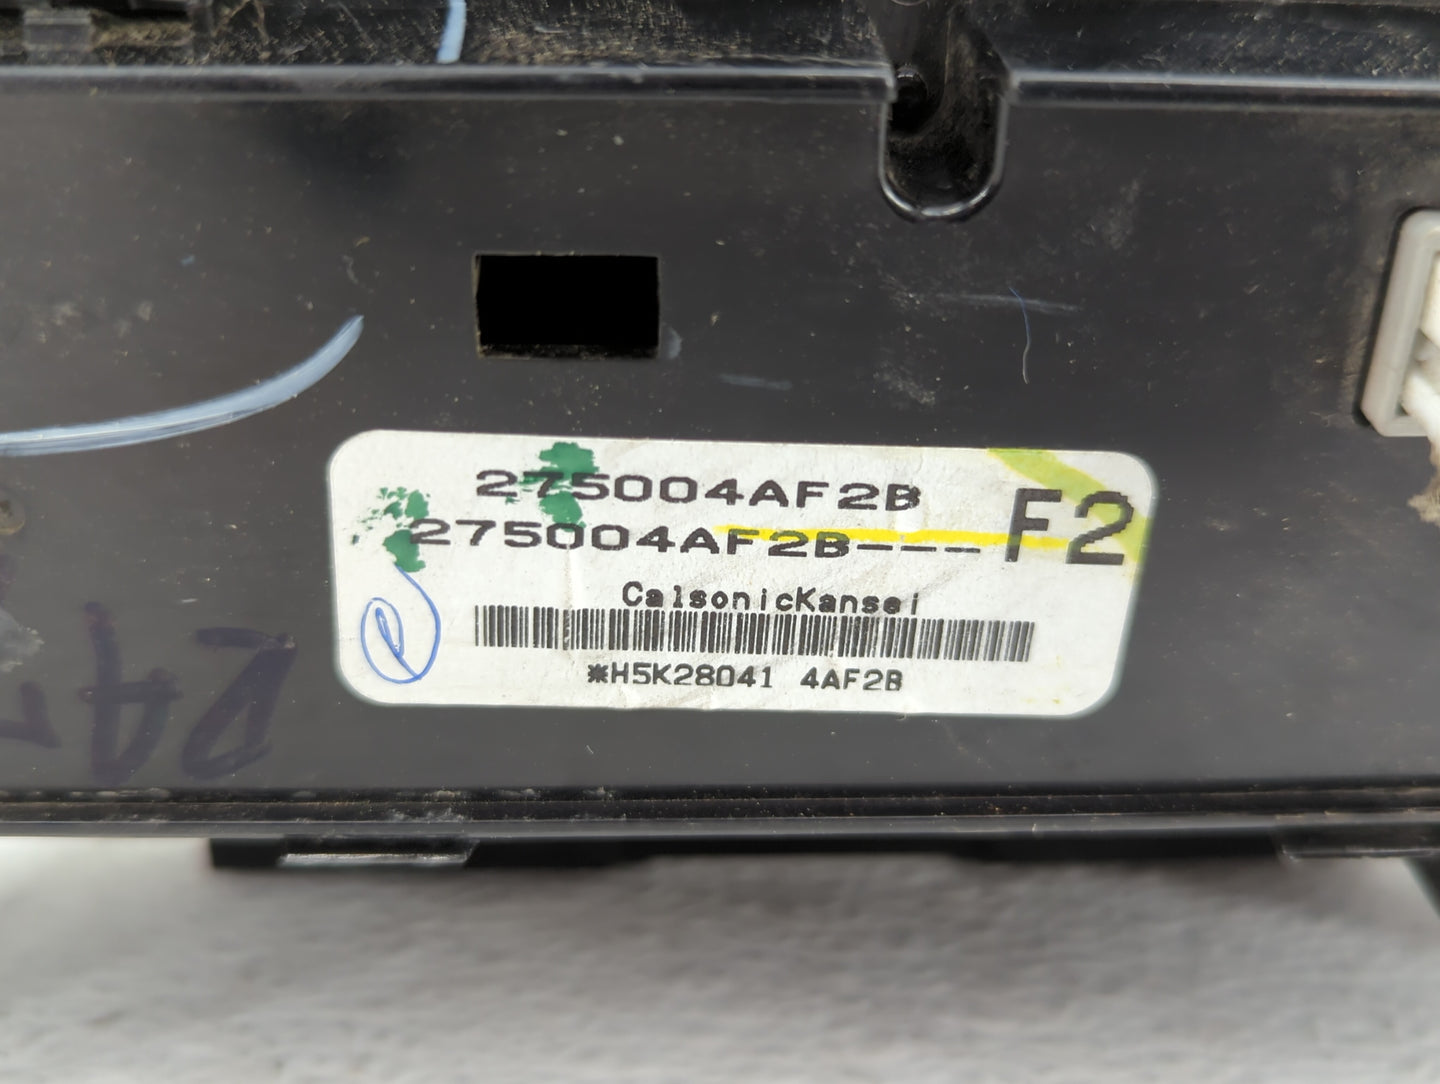 275004AF2B
275004AF2B---
F2
CalsonicKansei
*H5K28041 4AF2B